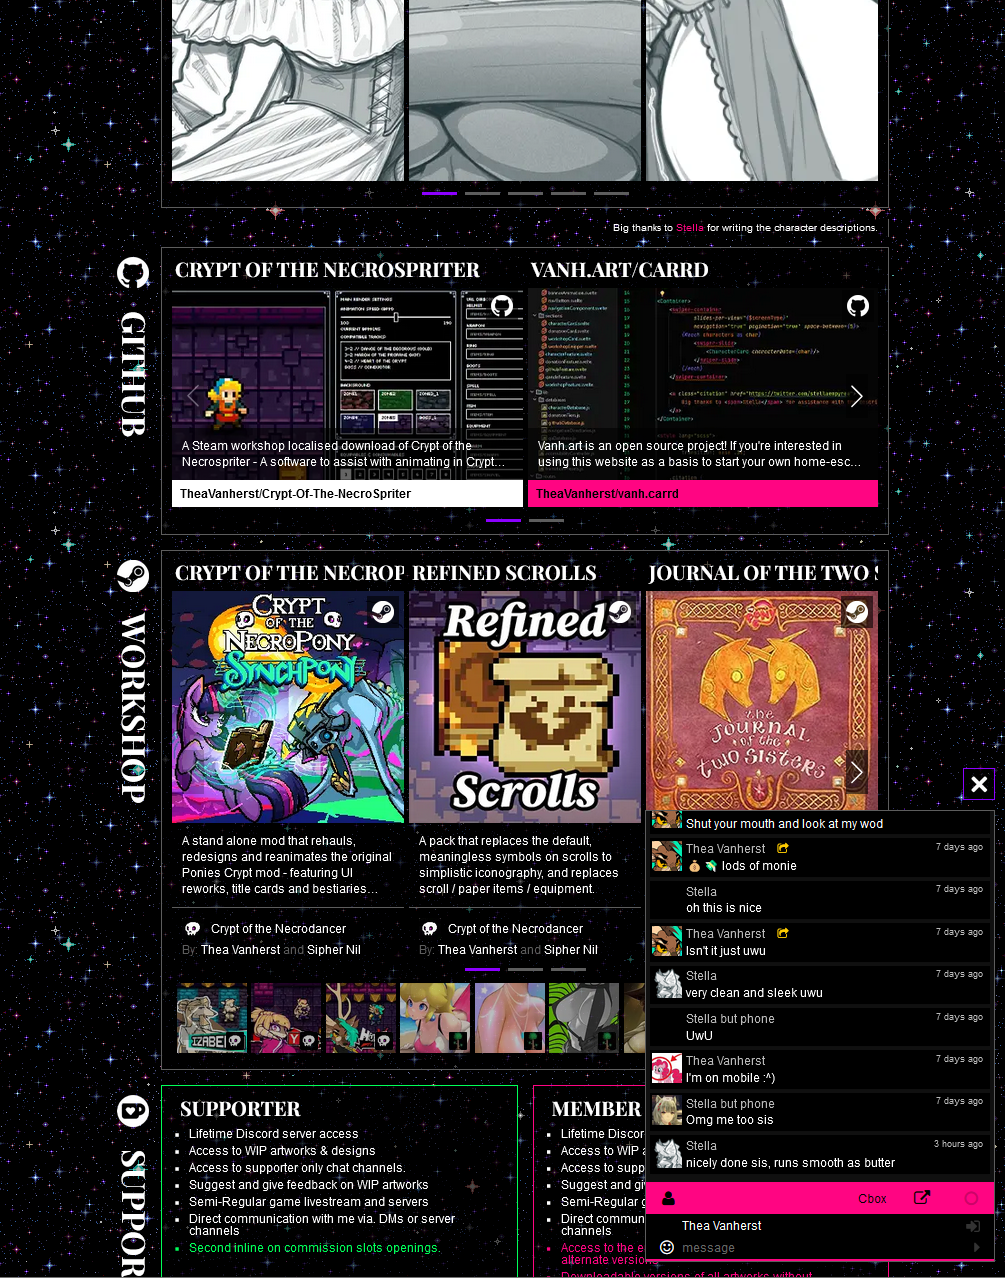 Big thanks to Stella for writing the character descriptions.
GITHUB
CRYPT OF THE NECROSPRITER
MAIN RENDER SETTINGS
100
BACKGROUND
A Steam workshop localised download of Crypt of the
Necrospriter - A software to assist with animating in Crypt…
TheaVanherst/Crypt-Of-The-NecroSpriter
VANH.ART/CARRD
Vanh.art is an open source project! If you're interested in
using this website as a basis to start your own home-esc…
TheaVanherst/vanh.carrd
WORKSHOP
CRYPT OF THE NECROP
CRYPT
OF THE
NECROPONY
SYNCHPONY
A stand alone mod that rehauls,
redesigns and reanimates the original
Ponies Crypt mod - featuring UI
reworks, title cards and bestiaries…
Crypt of the Necrodancer
By: Thea Vanherst and Sipher Nil
REFINED SCROLLS
Refined
Scrolls
A pack that replaces the default,
meaningless symbols on scrolls to
simplistic iconography, and replaces
scroll / paper items / equipment.
Crypt of the Necrodancer
By: Thea Vanherst and Sipher Nil
JOURNAL OF THE TWO S
the
JOURNAL
of the
two SISTERS
IZABE
SUPPOR
SUPPORTER
Lifetime Discord server access
Access to WIP artworks & designs
Access to supporter only chat channels.
Suggest and give feedback on WIP artworks
Semi-Regular game livestream and servers
Direct communication with me via. DMs or server
channels
Second inline on commission slots openings.
MEMBER
Lifetime Discor
Access to WIP a
Access to supp
Suggest and giv
Semi-Regular g
Direct commun
channels
Access to the e
alternate versions
Downloadable versions of all artworks without
Shut your mouth and look at my wod
Thea Vanherst 7 days ago
💰 💸 lods of monie
Stella 7 days ago
oh this is nice
Thea Vanherst 7 days ago
Isn't it just uwu
Stella 7 days ago
very clean and sleek uwu
Stella but phone 7 days ago
UwU
Thea Vanherst 7 days ago
I'm on mobile :^)
Stella but phone 7 days ago
Omg me too sis
Stella 3 hours ago
nicely done sis, runs smooth as butter
Cbox
Thea Vanherst
message